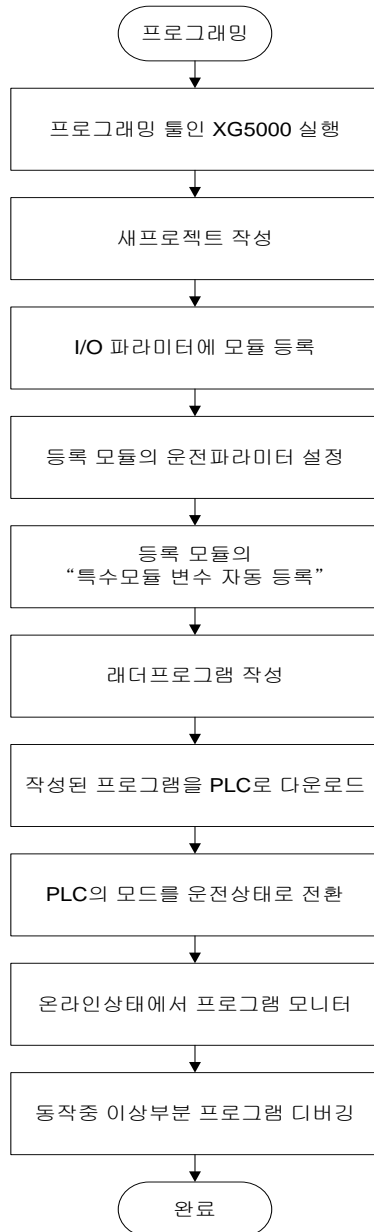 프로그래밍
프로그래밍 툴인 XG5000 실행
새프로젝트 작성
I/O 파라미터에 모듈 등록
등록 모듈의 운전파라미터 설정
등록 모듈의
“특수모듈 변수 자동 등록”
래더프로그램 작성
작성된 프로그램을 PLC로 다운로드
PLC의 모드를 운전상태로 전환
온라인상태에서 프로그램 모니터
동작중 이상부분 프로그램 디버깅
완료